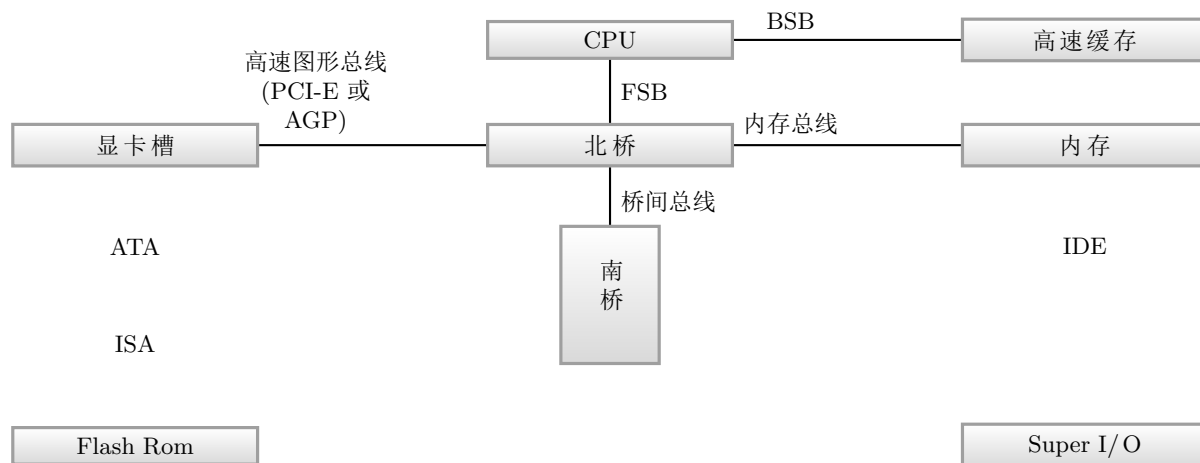 CPU
BSB
高速缓存
高速图形总线
(PCI-E 或
AGP)
FSB
显卡槽
北桥
内存总线
内存
桥间总线
ATA
南
桥
IDE
ISA
Flash Rom
Super I/O